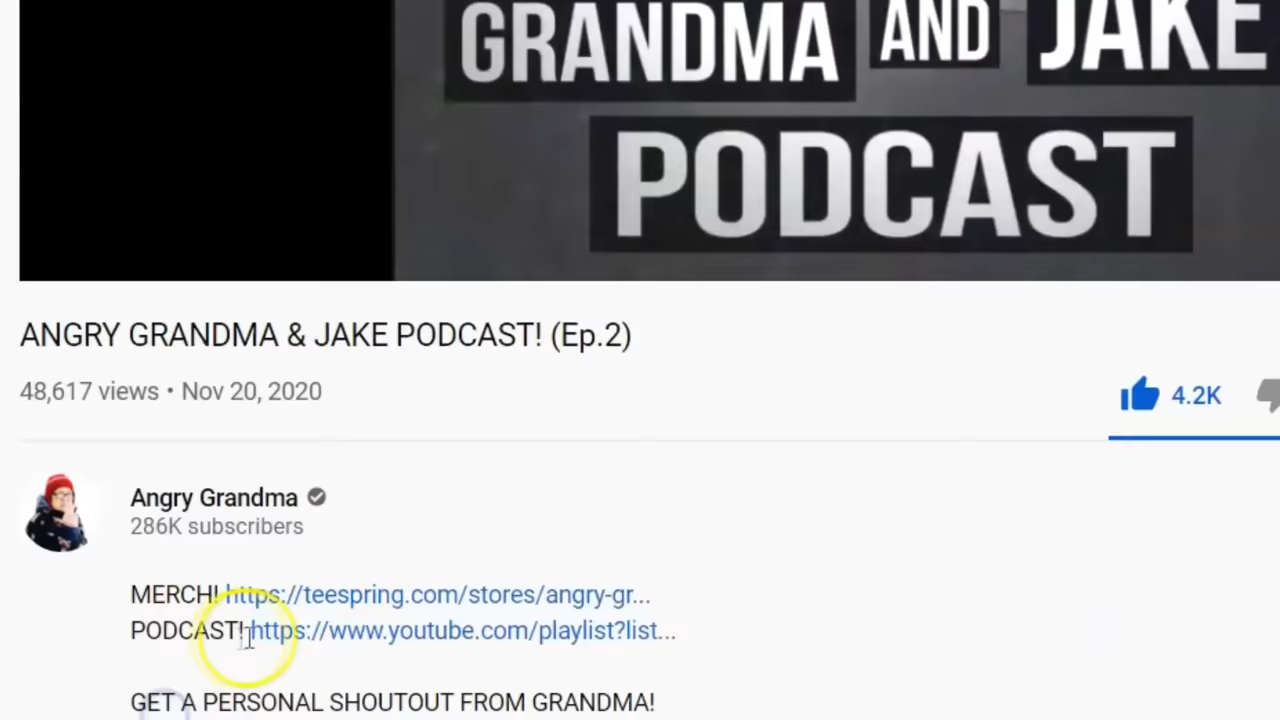 GRANDMA AND JAKE
PODCAST
ANGRY GRANDMA & JAKE PODCAST! (Ep.2)
48,617 views • Nov 20, 2020
4.2K
Angry Grandma
286K subscribers
MERCH! https://teespring.com/stores/angry-gr...
PODCAST! https://www.youtube.com/playlist?list...
GET A PERSONAL SHOUTOUT FROM GRANDMA!